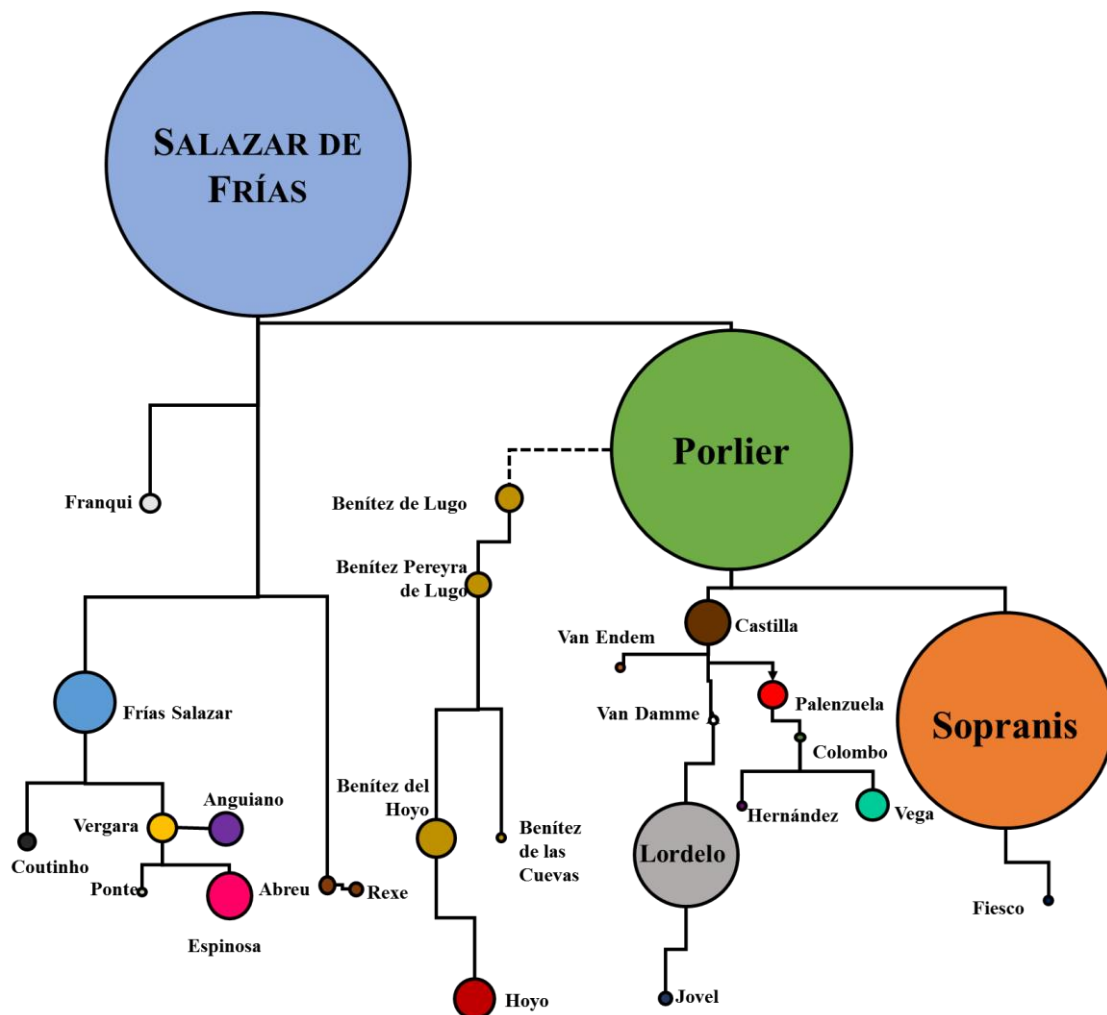 SALAZAR DE
FRÍAS
Porlier
Franqui
Benítez de Lugo
Benítez Pereyra
de Lugo
Castilla
Van Endem
Frías Salazar
Van Damme
Palenzuela
Sopranis
Colombo
Benítez del
Hoyo
Anguiano
Vergara
Hernández
Vega
Benítez
de las
Cuevas
Coutinho
Lordelo
Ponte
Abreu
Rexe
Fiesco
Espinosa
Hoyo
Jovel